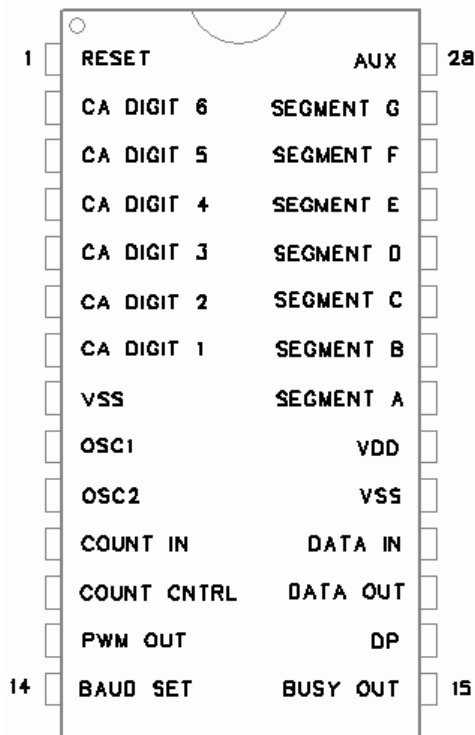 1 RESET AUX 28
CA DIGIT 6 SEGMENT G
CA DIGIT 5 SEGMENT F
CA DIGIT 4 SEGMENT E
CA DIGIT 3 SEGMENT D
CA DIGIT 2 SEGMENT C
CA DIGIT 1 SEGMENT B
VSS SEGMENT A
OSC1 VDD
OSC2 VSS
COUNT IN DATA IN
COUNT CNTRL DATA OUT
PWM OUT DP
14 BAUD SET BUSY OUT 15